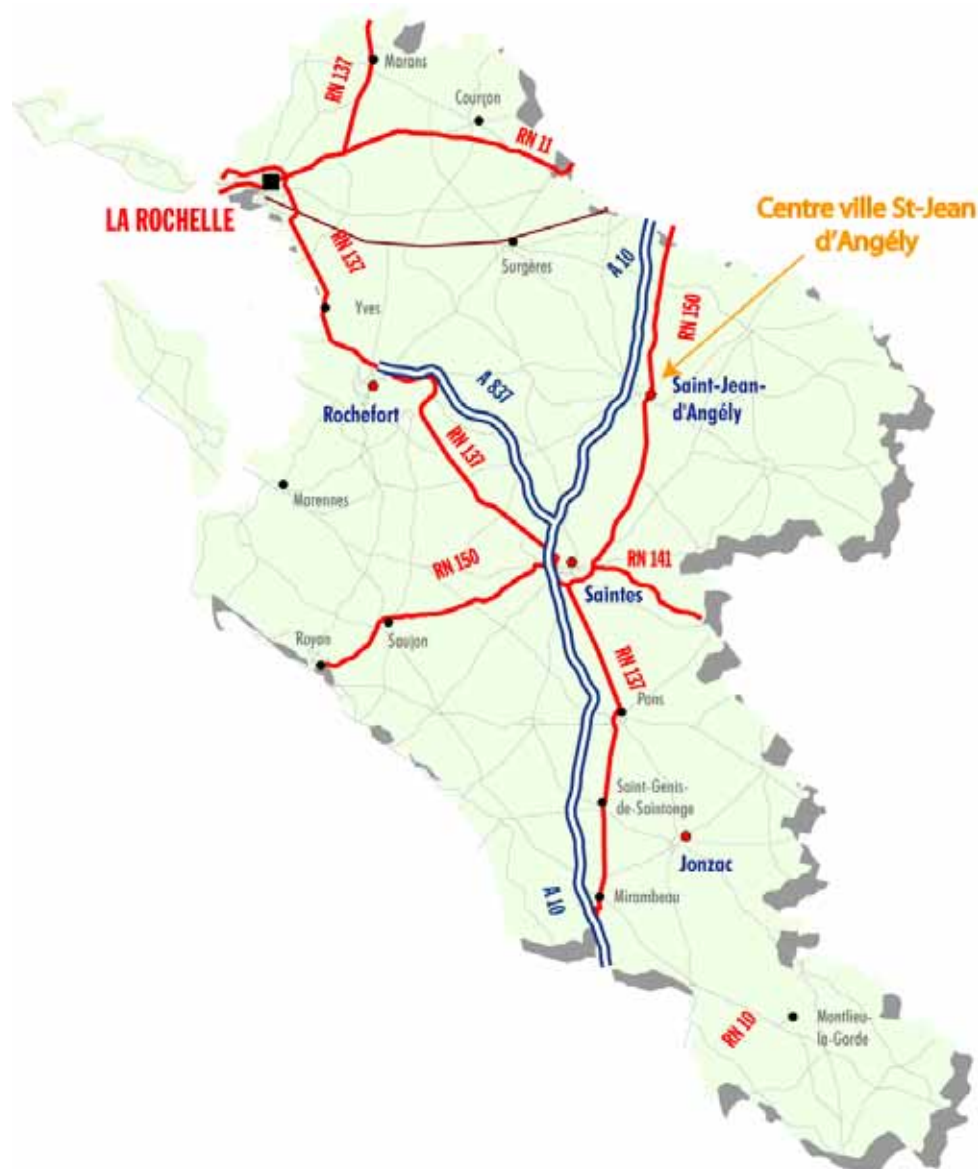 Marans
RN 137
Courçon
RN 11
LA ROCHELLE
Centre ville St-Jean
d'Angély
RN 137
Surgères
A 10
RN 150
Yves
A 837
Rochefort
Saint-Jean-
d'Angély
RN 137
Marennes
RN 150
RN 141
Saintes
Royan
Saujon
RN 137
Pons
Saint-Genis-
de-Saintonge
Jonzac
A 10
Mirambeau
RN 10
Montlieu-
la-Garde